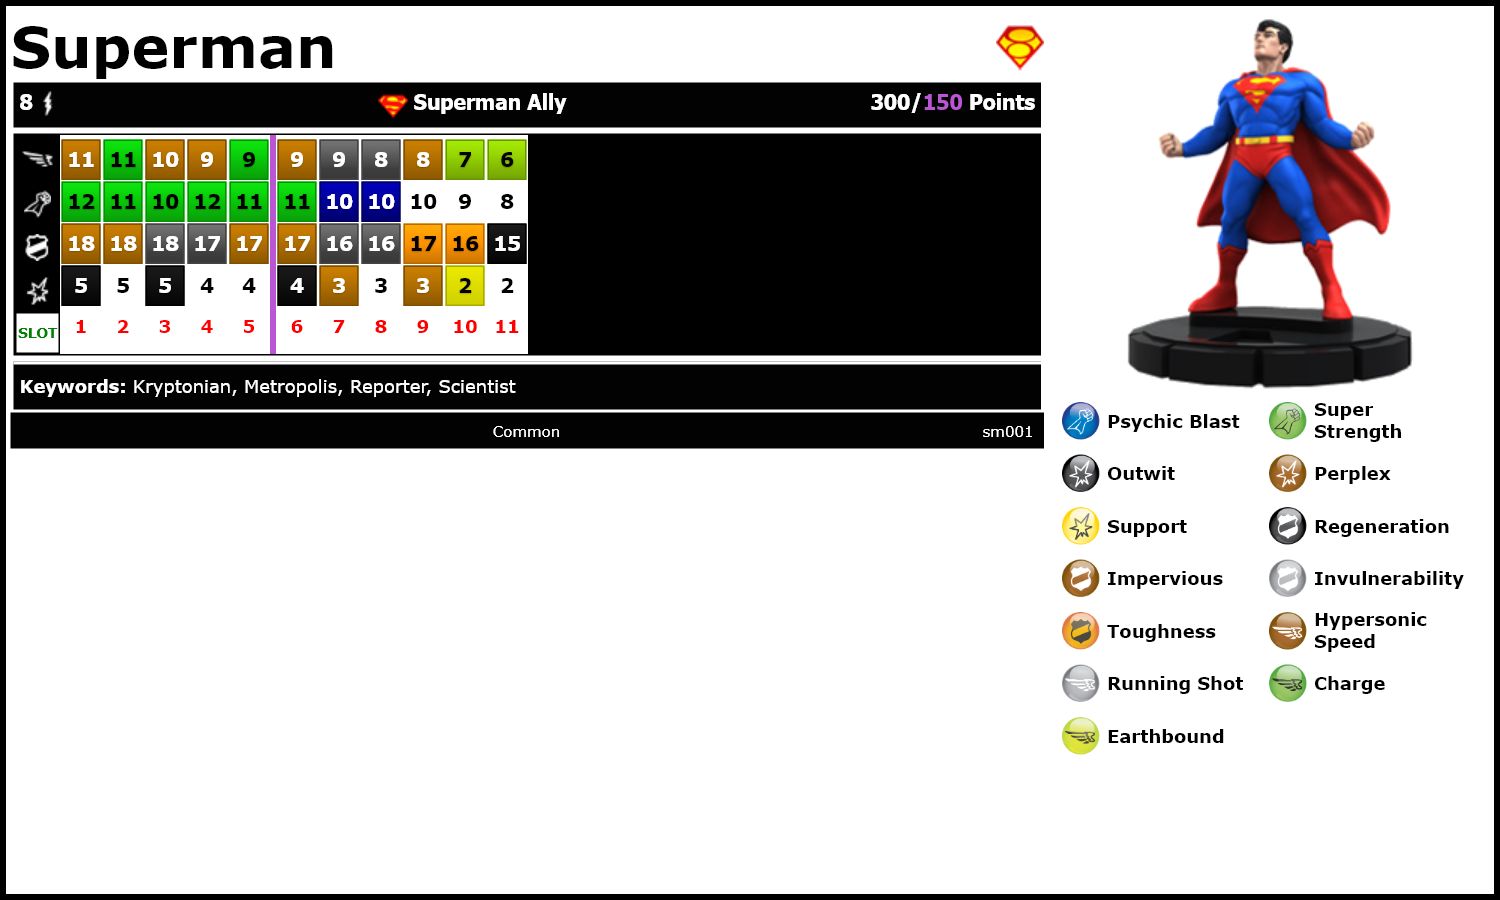 Superman
8 Superman Ally 300/150 Points
11 11 10 9 9 9 9 8 8 7 6
12 11 10 12 11 11 10 10 10 9 8
18 18 18 17 17 17 16 16 17 16 15
5 5 5 4 4 4 3 3 3 2 2
SLOT 1 2 3 4 5 6 7 8 9 10 11
Keywords: Kryptonian, Metropolis, Reporter, Scientist
Common sm001
Psychic Blast
Super
Strength
Outwit
Perplex
Support
Regeneration
Impervious
Invulnerability
Toughness
Hypersonic
Speed
Running Shot
Charge
Earthbound